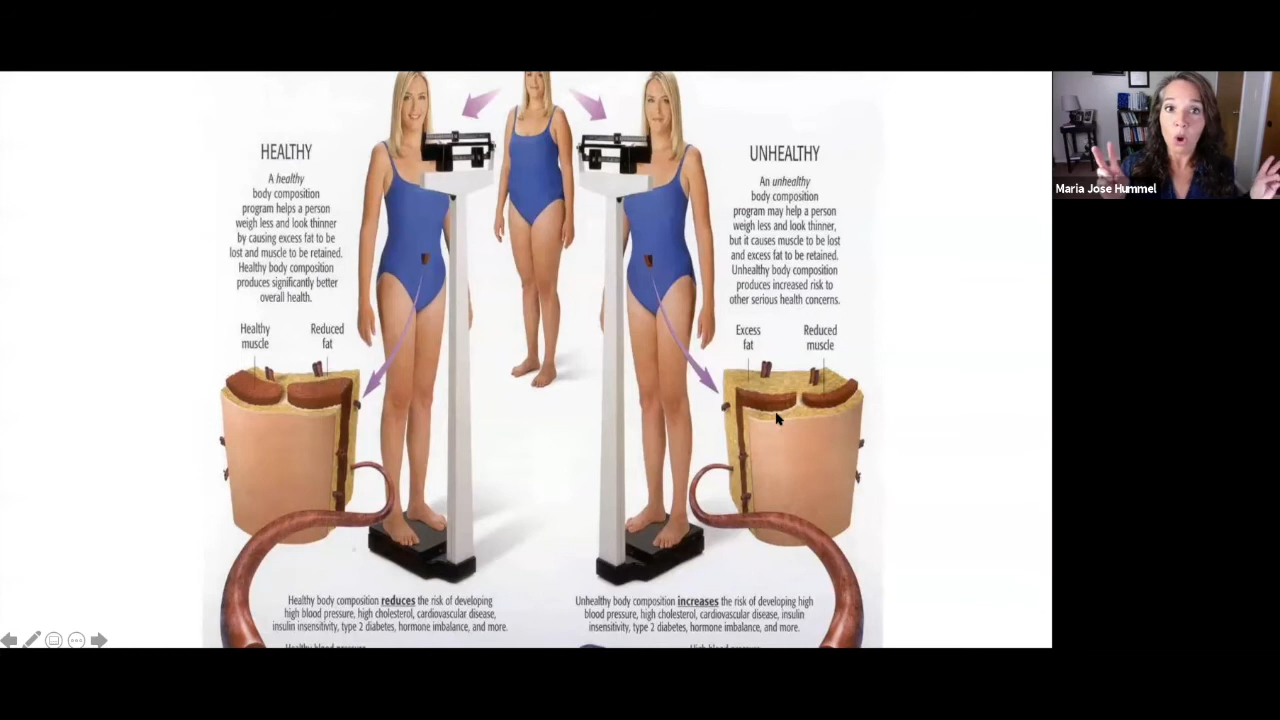 HEALTHY
A healthy
body composition
program helps a person
weigh less and look thinner
by causing excess fat to be
lost and muscle to be retained.
Healthy body composition
produces significantly better
overall health.
Healthy
muscle
Reduced
fat
UNHEALTHY
An unhealthy
body composition
program may help a person
weigh less and look thinner,
but it causes muscle to be lost
and excess fat to be retained.
Unhealthy body composition
produces increased risk to
other serious health concerns.
Excess
fat
Reduced
muscle
Healthy body composition reduces the risk of developing
high blood pressure, high cholesterol, cardiovascular disease,
insulin insensitivity, type 2 diabetes, hormone imbalance, and more.
Unhealthy body composition increases the risk of developing high
blood pressure, high cholesterol, cardiovascular disease, insulin
insensitivity, type 2 diabetes, hormone imbalance, and more.
Healthy blood pressure
High blood pressure
Maria Jose Hummel